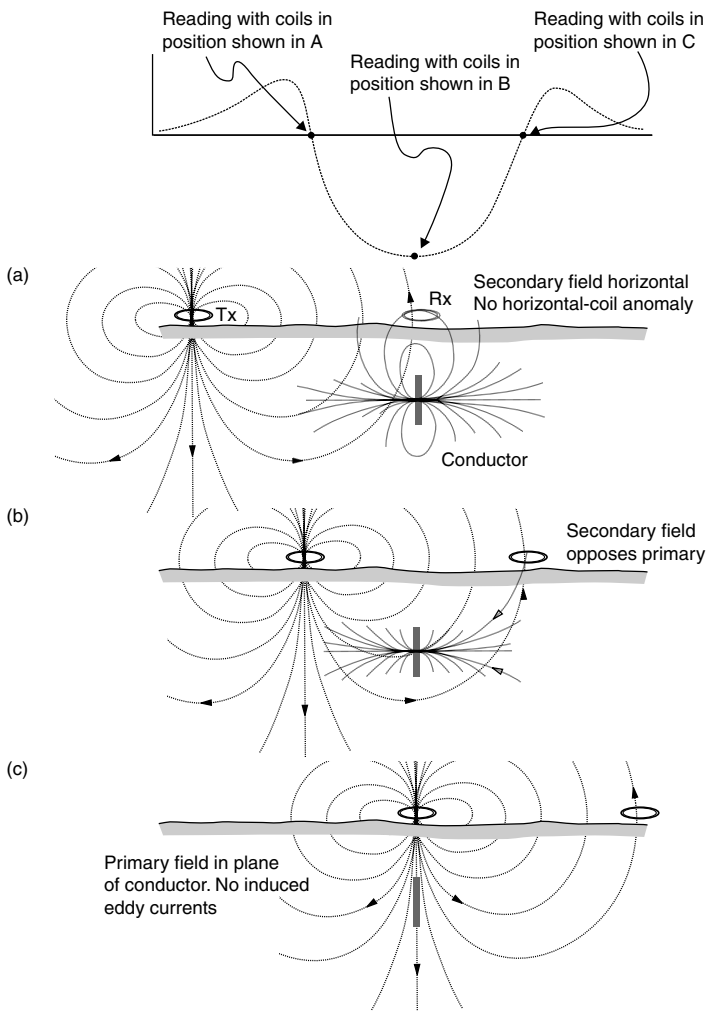 Reading with coils in
position shown in A
Reading with coils in
position shown in B
Reading with coils in
position shown in C
(a)
Tx
Rx
Secondary field horizontal
No horizontal-coil anomaly
Conductor
(b)
Secondary field
opposes primary
(c)
Primary field in plane
of conductor. No induced
eddy currents